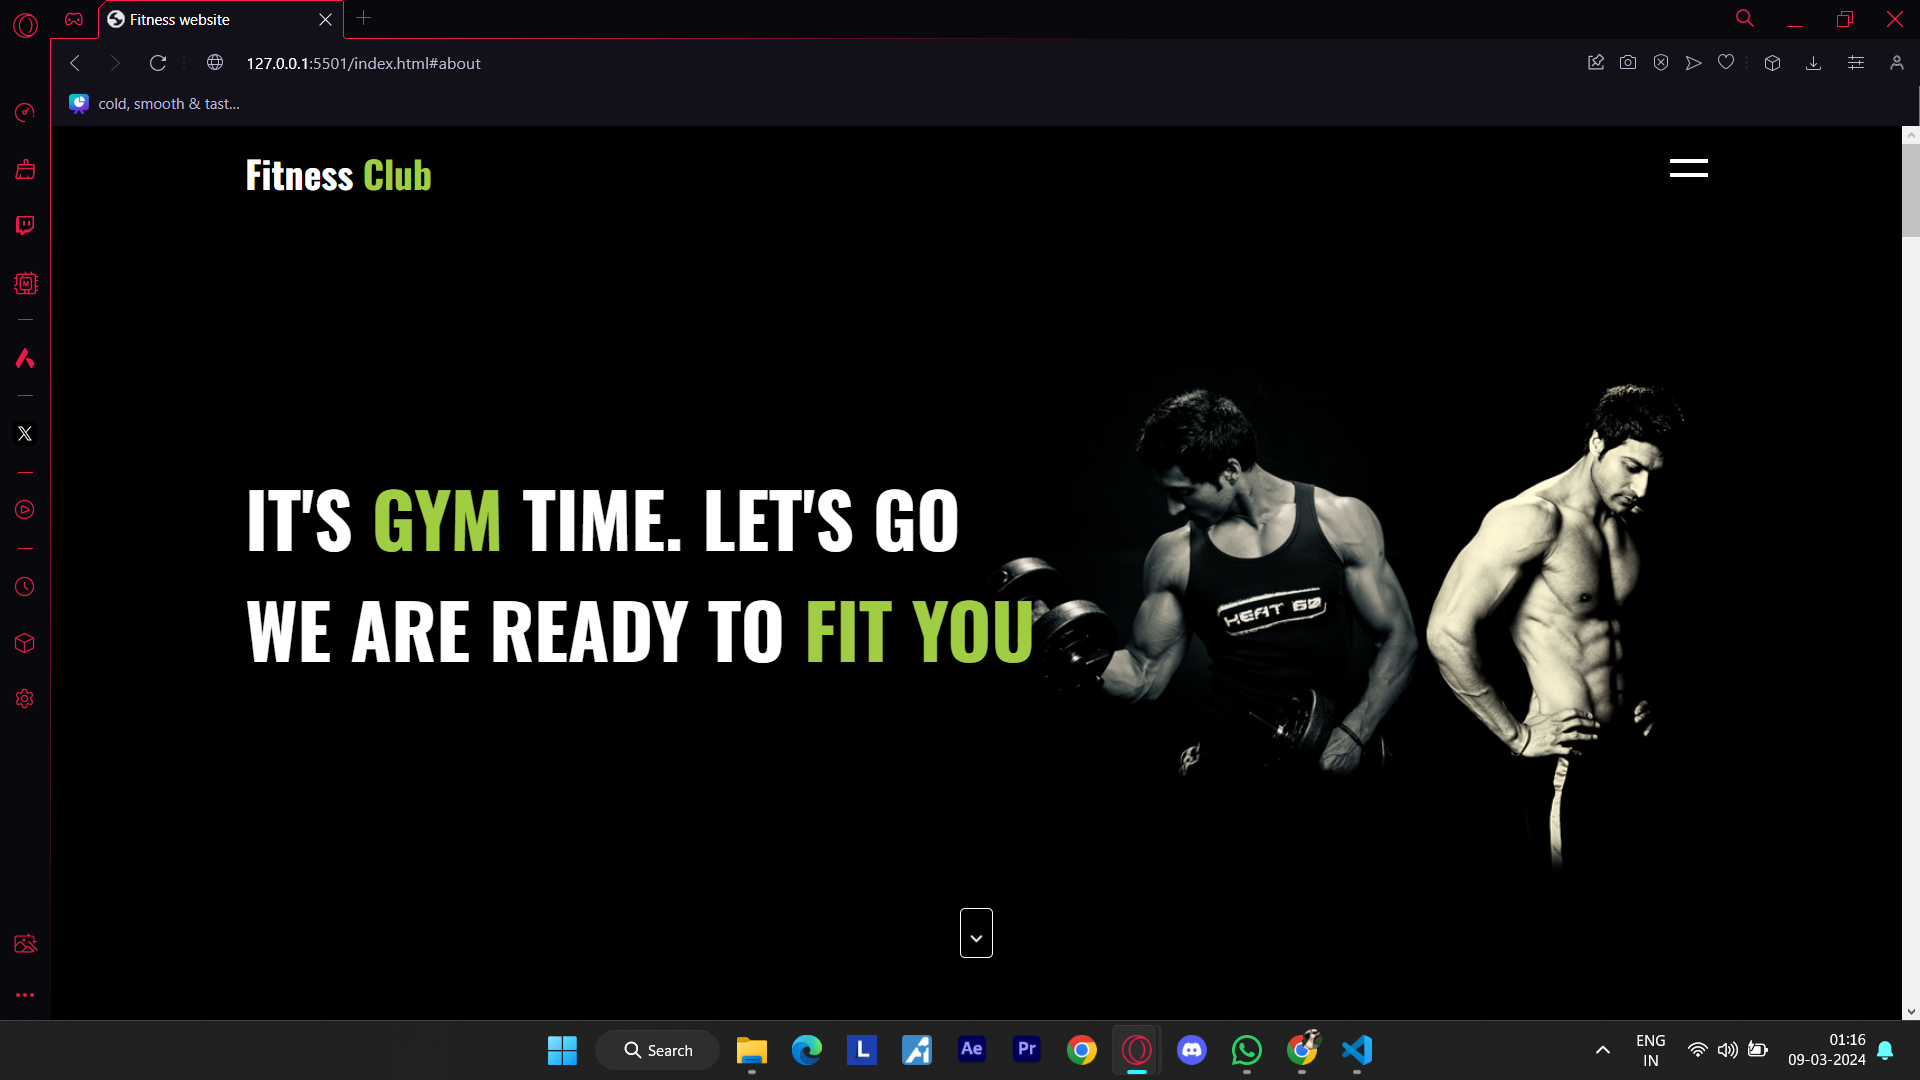 Fitness website
127.0.0.1:5501/index.html#about
cold, smooth & tast...
Fitness Club
IT'S GYM TIME. LET'S GO
WE ARE READY TO FIT YOU
HEAT 60
Search
L
Ae
Pr
ENG
IN
01:16
09-03-2024